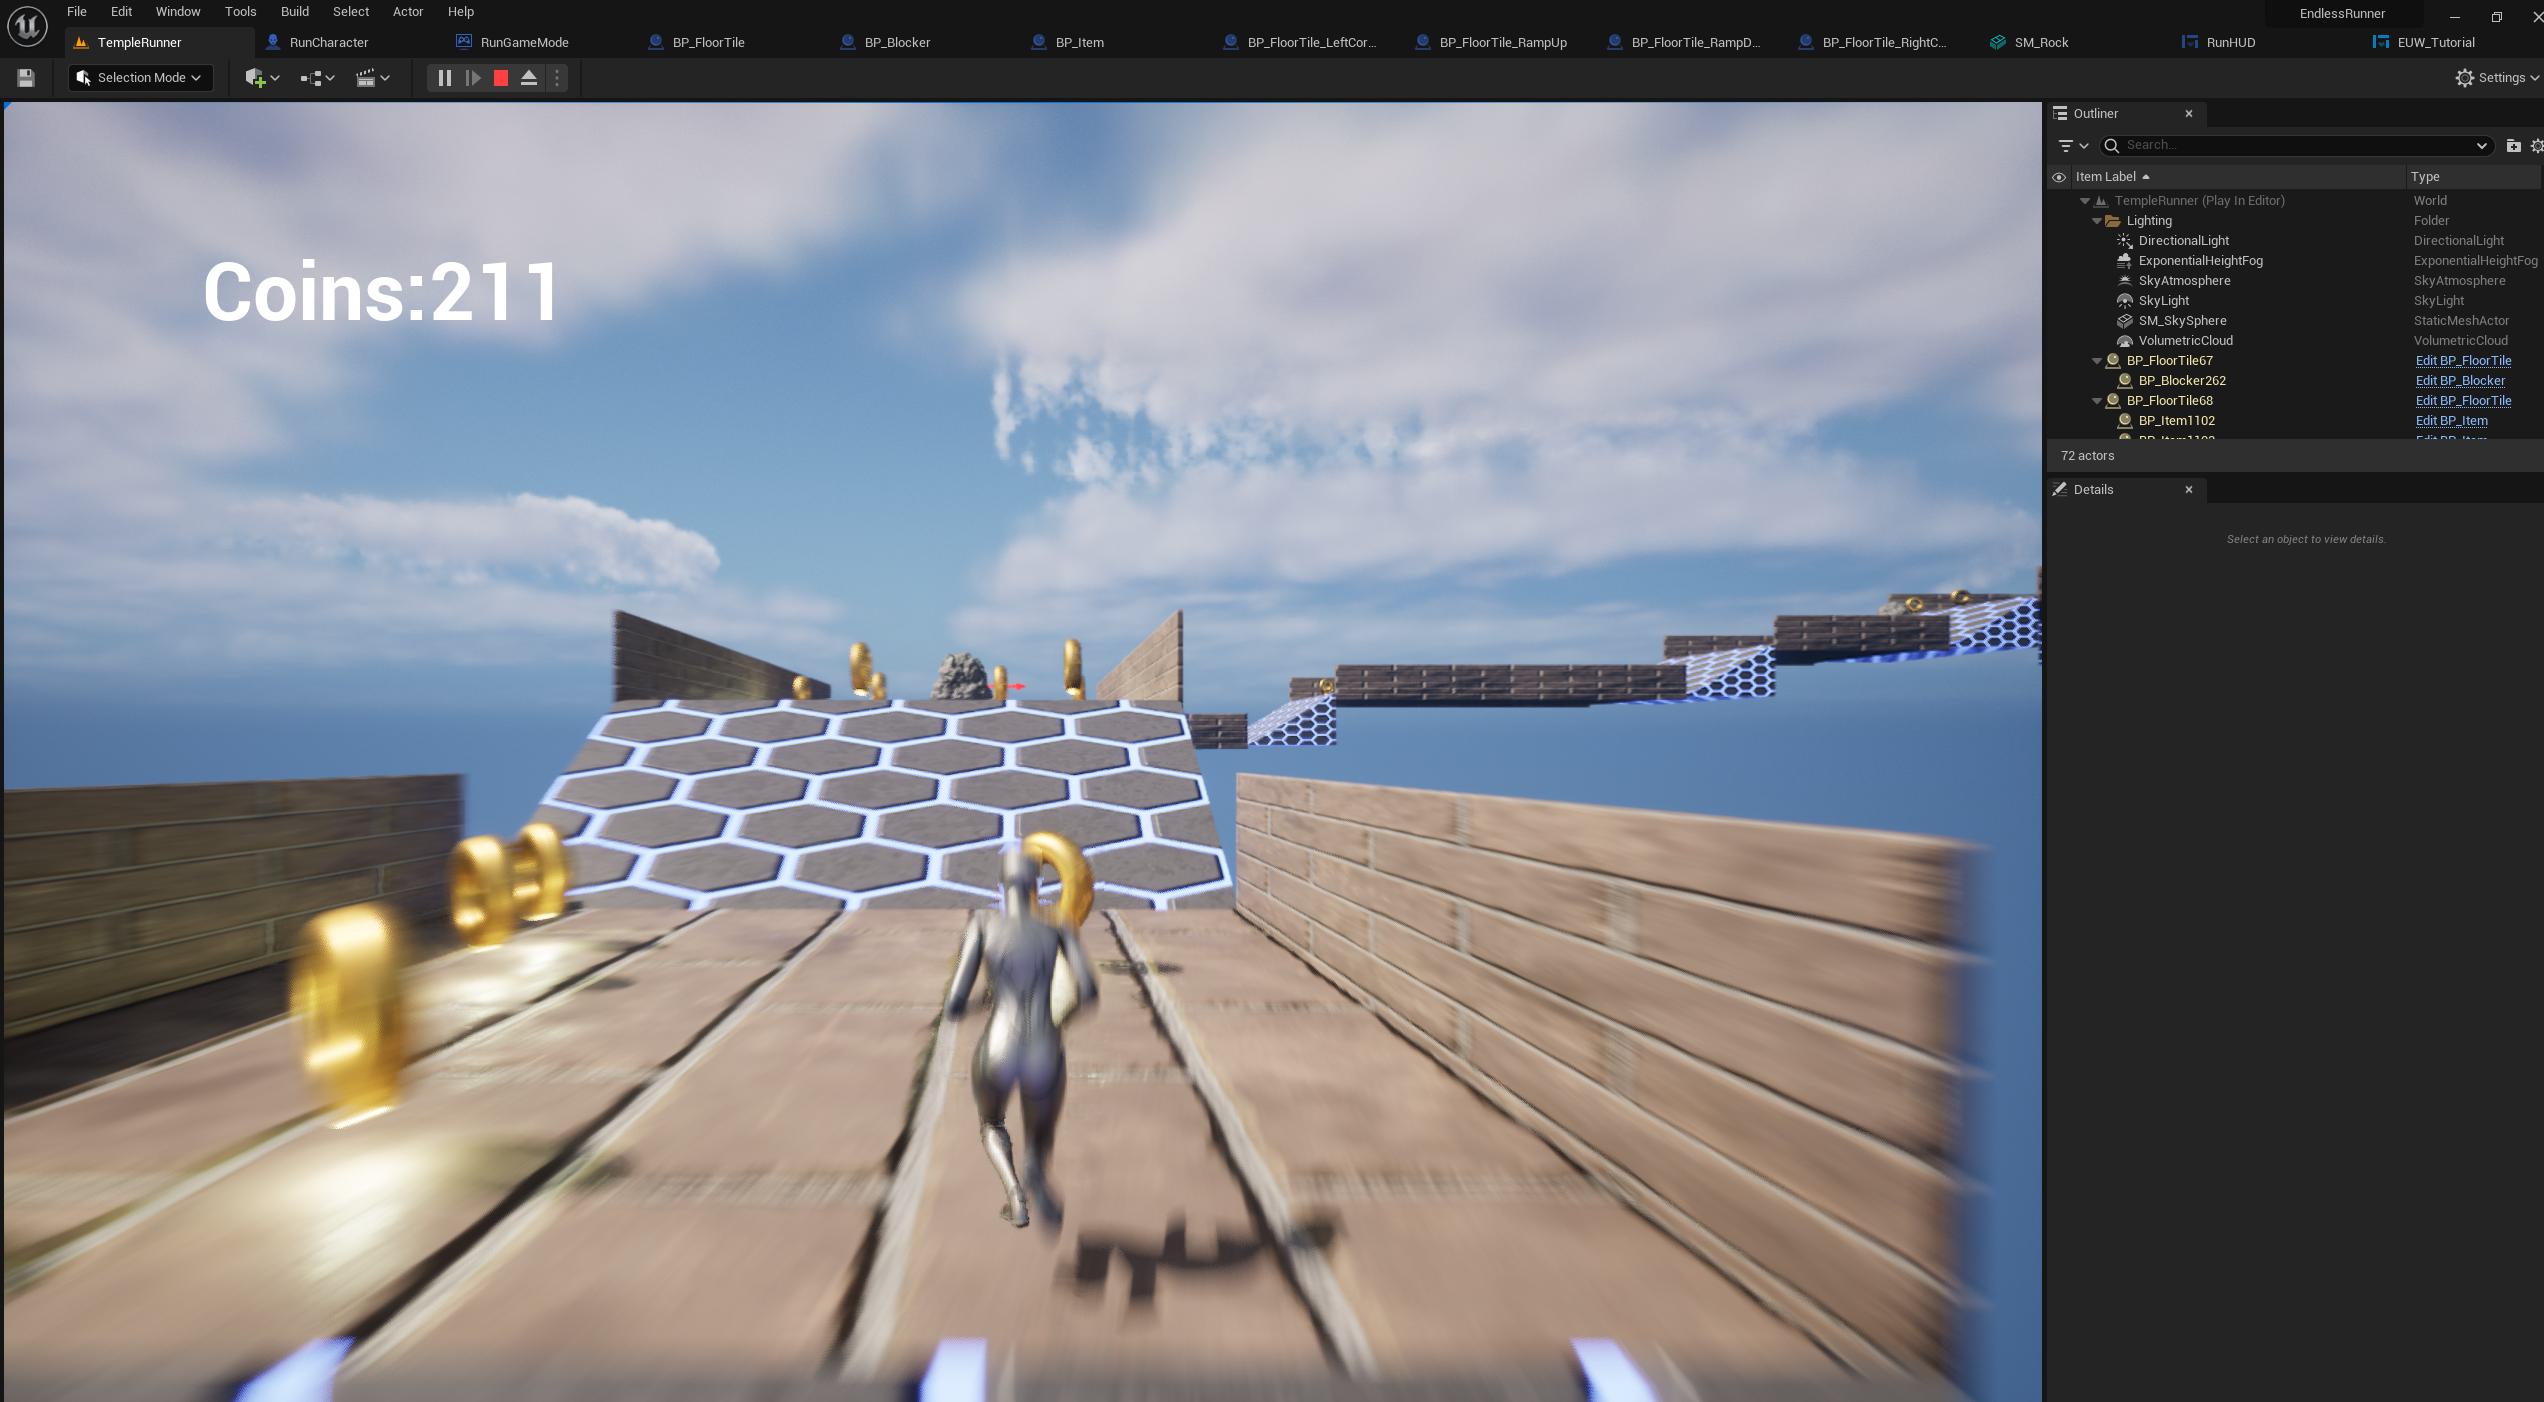 File Edit Window Tools Build Select Actor Help
EndlessRunner
TempleRunner RunCharacter RunGameMode BP_FloorTile BP_Blocker BP_Item BP_FloorTile_LeftCor... BP_FloorTile_RampUp BP_FloorTile_RampD... BP_FloorTile_RightC... SM_Rock RunHUD EUW_Tutorial
Selection Mode
Settings
Coins:211
Outliner
Search...
Item Label Type
TempleRunner (Play In Editor) World
Lighting Folder
DirectionalLight DirectionalLight
ExponentialHeightFog ExponentialHeightFog
SkyAtmosphere SkyAtmosphere
SkyLight SkyLight
SM_SkySphere StaticMeshActor
VolumetricCloud VolumetricCloud
BP_FloorTile67 Edit BP_FloorTile
BP_Blocker262 Edit BP_Blocker
BP_FloorTile68 Edit BP_FloorTile
BP_Item1102 Edit BP_Item
72 actors
Details
Select an object to view details.